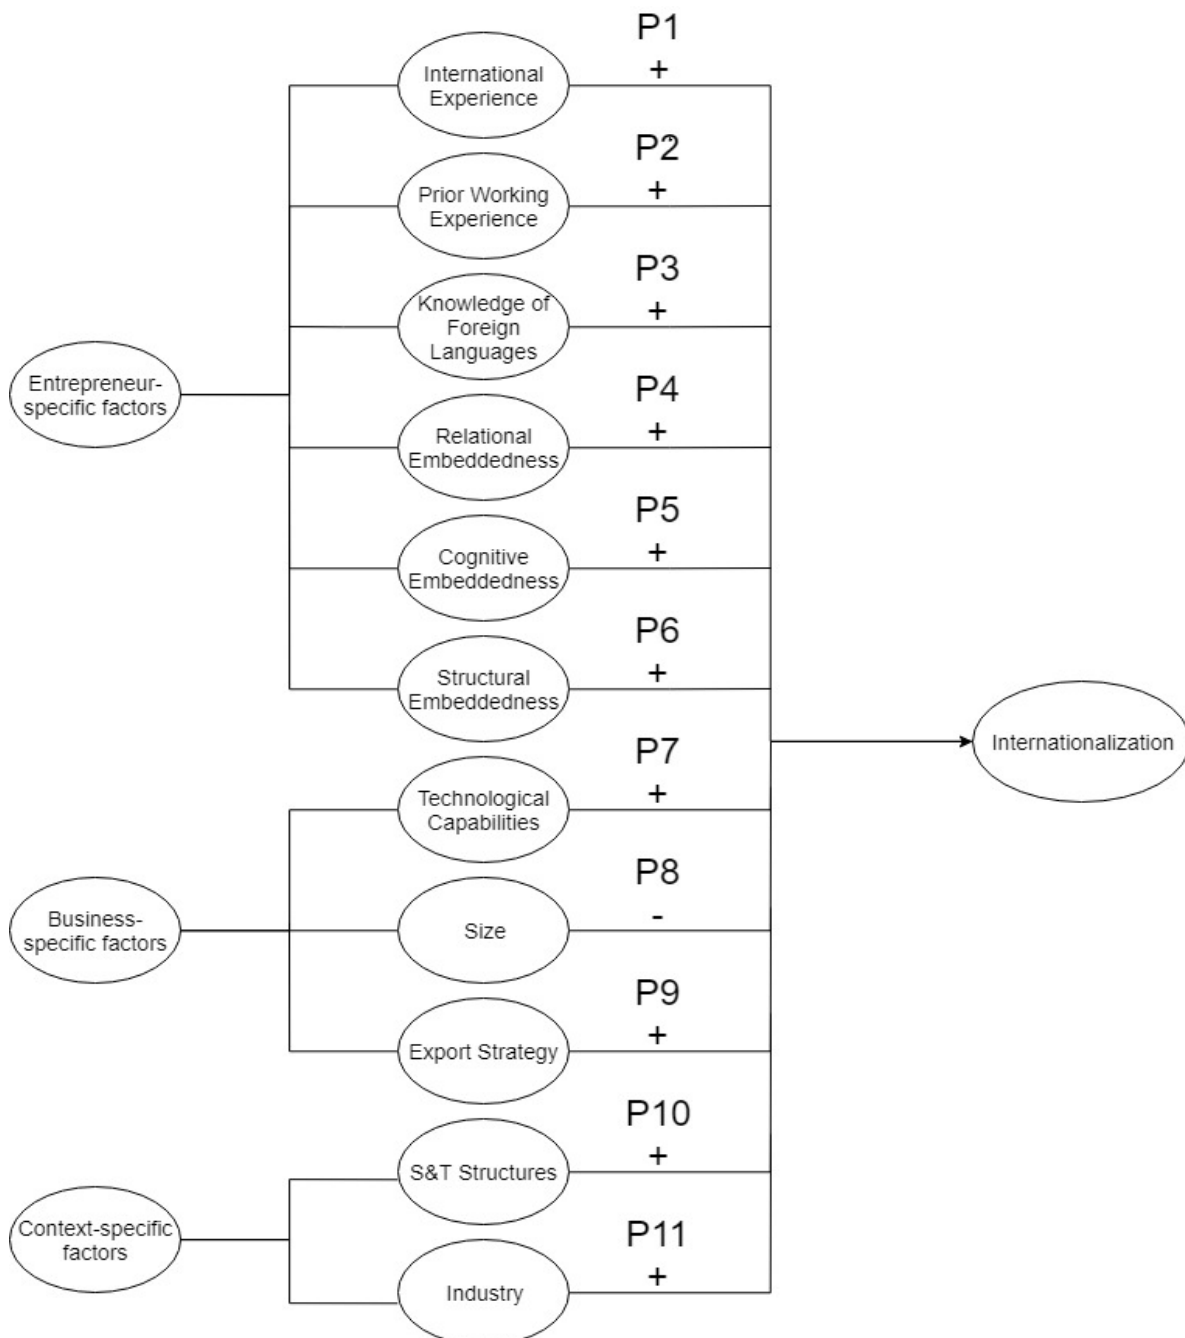 P1
+
International
Experience
P2
+
Prior Working
Experience
P3
+
Knowledge of
Foreign
Languages
Entrepreneur-
specific factors
P4
+
Relational
Embeddedness
P5
+
Cognitive
Embeddedness
P6
+
Structural
Embeddedness
Internationalization
P7
+
Technological
Capabilities
P8
-
Business-
specific factors
Size
P9
+
Export Strategy
P10
+
S&T Structures
Context-specific
factors
P11
+
Industry